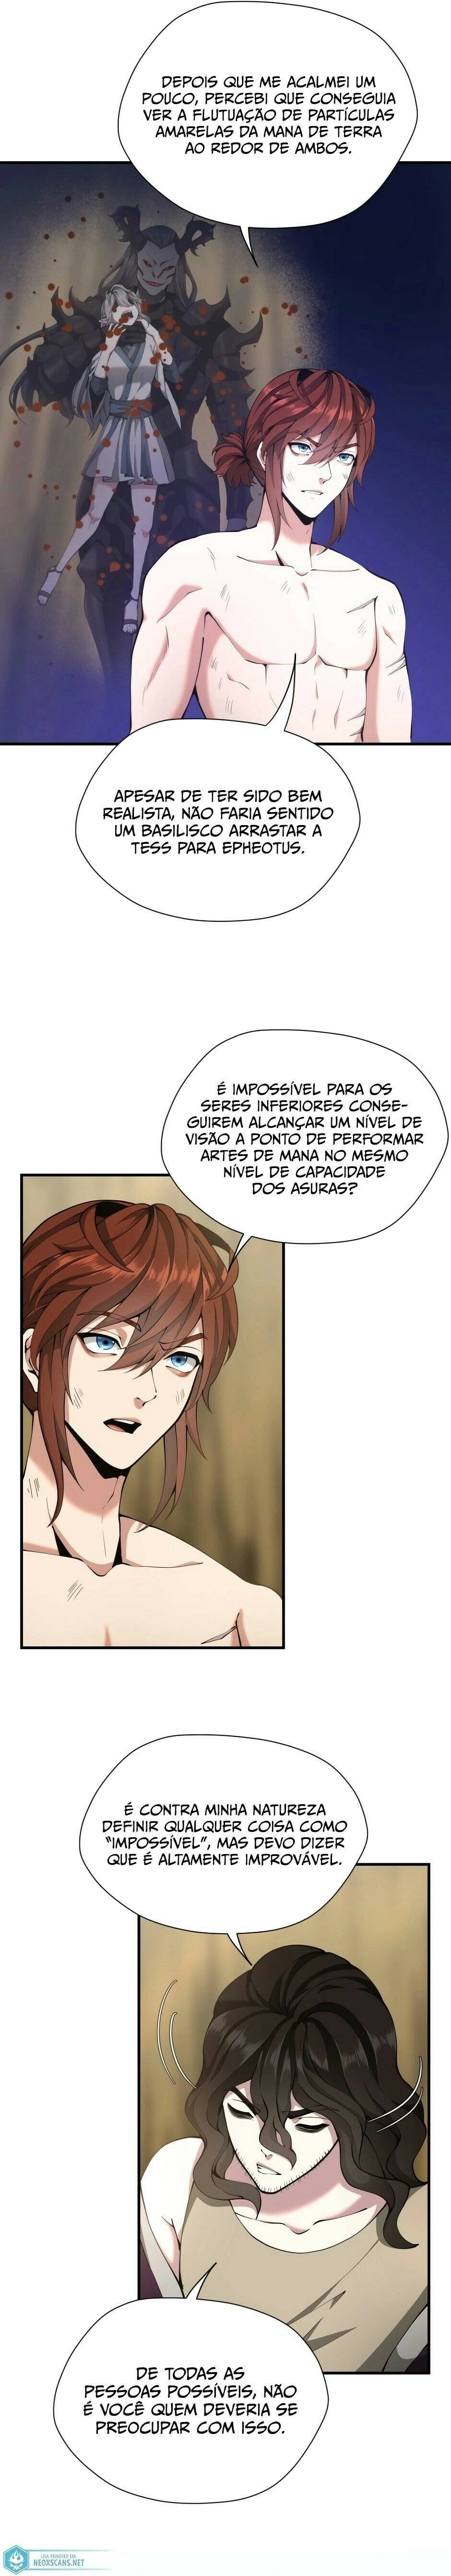 DEPOIS QUE ME ACALMEI UM
POUCO, PERCEBI QUE CONSEGUIA
VER A FLUTUAÇÃO DE PARTÍCULAS
AMARELAS DA MANA DE TERRA
AO REDOR DE AMBOS.
APESAR DE TER SIDO BEM
REALISTA, NÃO FARIA SENTIDO
UM BASILISCO ARRASTAR A
TESS PARA EPHEOTUS.
É IMPOSSÍVEL PARA OS
SERES INFERIORES CONSE-
GUIREM ALCANÇAR UM NÍVEL DE
VISÃO A PONTO DE PERFORMAR
ARTES DE MANA NO MESMO
NÍVEL DE CAPACIDADE
DOS ASURAS?
É CONTRA MINHA NATUREZA
DEFINIR QUALQUER COISA COMO
“IMPOSSÍVEL”, MAS DEVO DIZER
QUE É ALTAMENTE IMPROVÁVEL.
DE TODAS AS
PESSOAS POSSÍVEIS, NÃO
É VOCÊ QUEM DEVERIA SE
PREOCUPAR COM ISSO.
LEIA PRIMEIRO EM
NEOXSCANS.NET